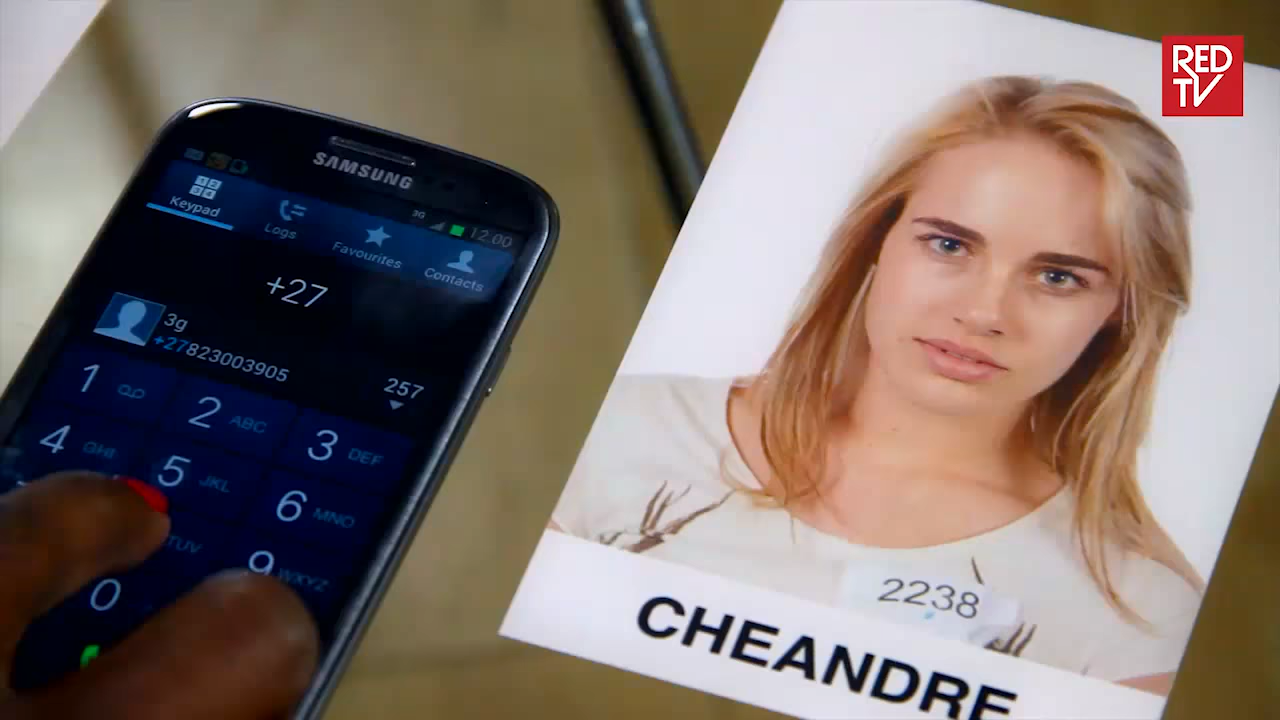 RED
TV
SAMSUNG
3G
12:00
Keypad
Logs
Favourites
Contacts
+27
3g
+27823003905
257
1
2 ABC
3 DEF
4 GHI
5 JKL
6 MNO
TUV
9 WXYZ
0
2238
CHEANDRE